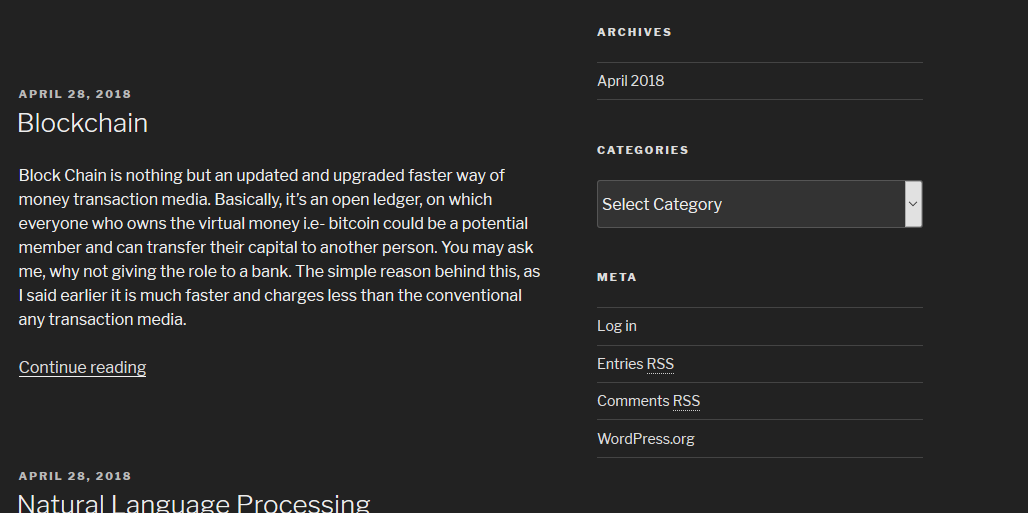 APRIL 28, 2018
Blockchain
Block Chain is nothing but an updated and upgraded faster way of
money transaction media. Basically, it’s an open ledger, on which
everyone who owns the virtual money i.e- bitcoin could be a potential
member and can transfer their capital to another person. You may ask
me, why not giving the role to a bank. The simple reason behind this, as
I said earlier it is much faster and charges less than the conventional
any transaction media.
Continue reading
APRIL 28, 2018
Natural Language Processing
ARCHIVES
April 2018
CATEGORIES
Select Category
META
Log in
Entries RSS
Comments RSS
WordPress.org